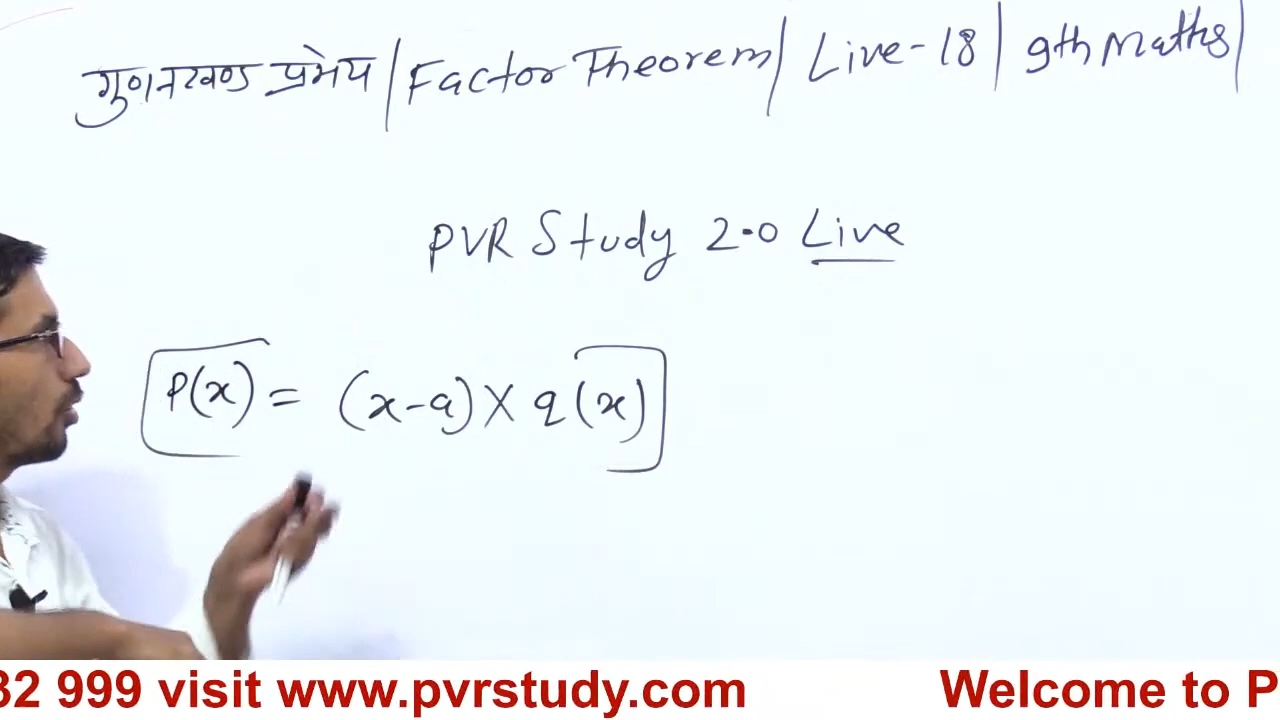 गुणनखण्ड प्रमेय | Factor Theorem | Live-18 | 9th Maths |
PVR Study 2.0 Live
P(x) = (x-a) X q(x)
32 999 visit www.pvrstudy.com Welcome to P